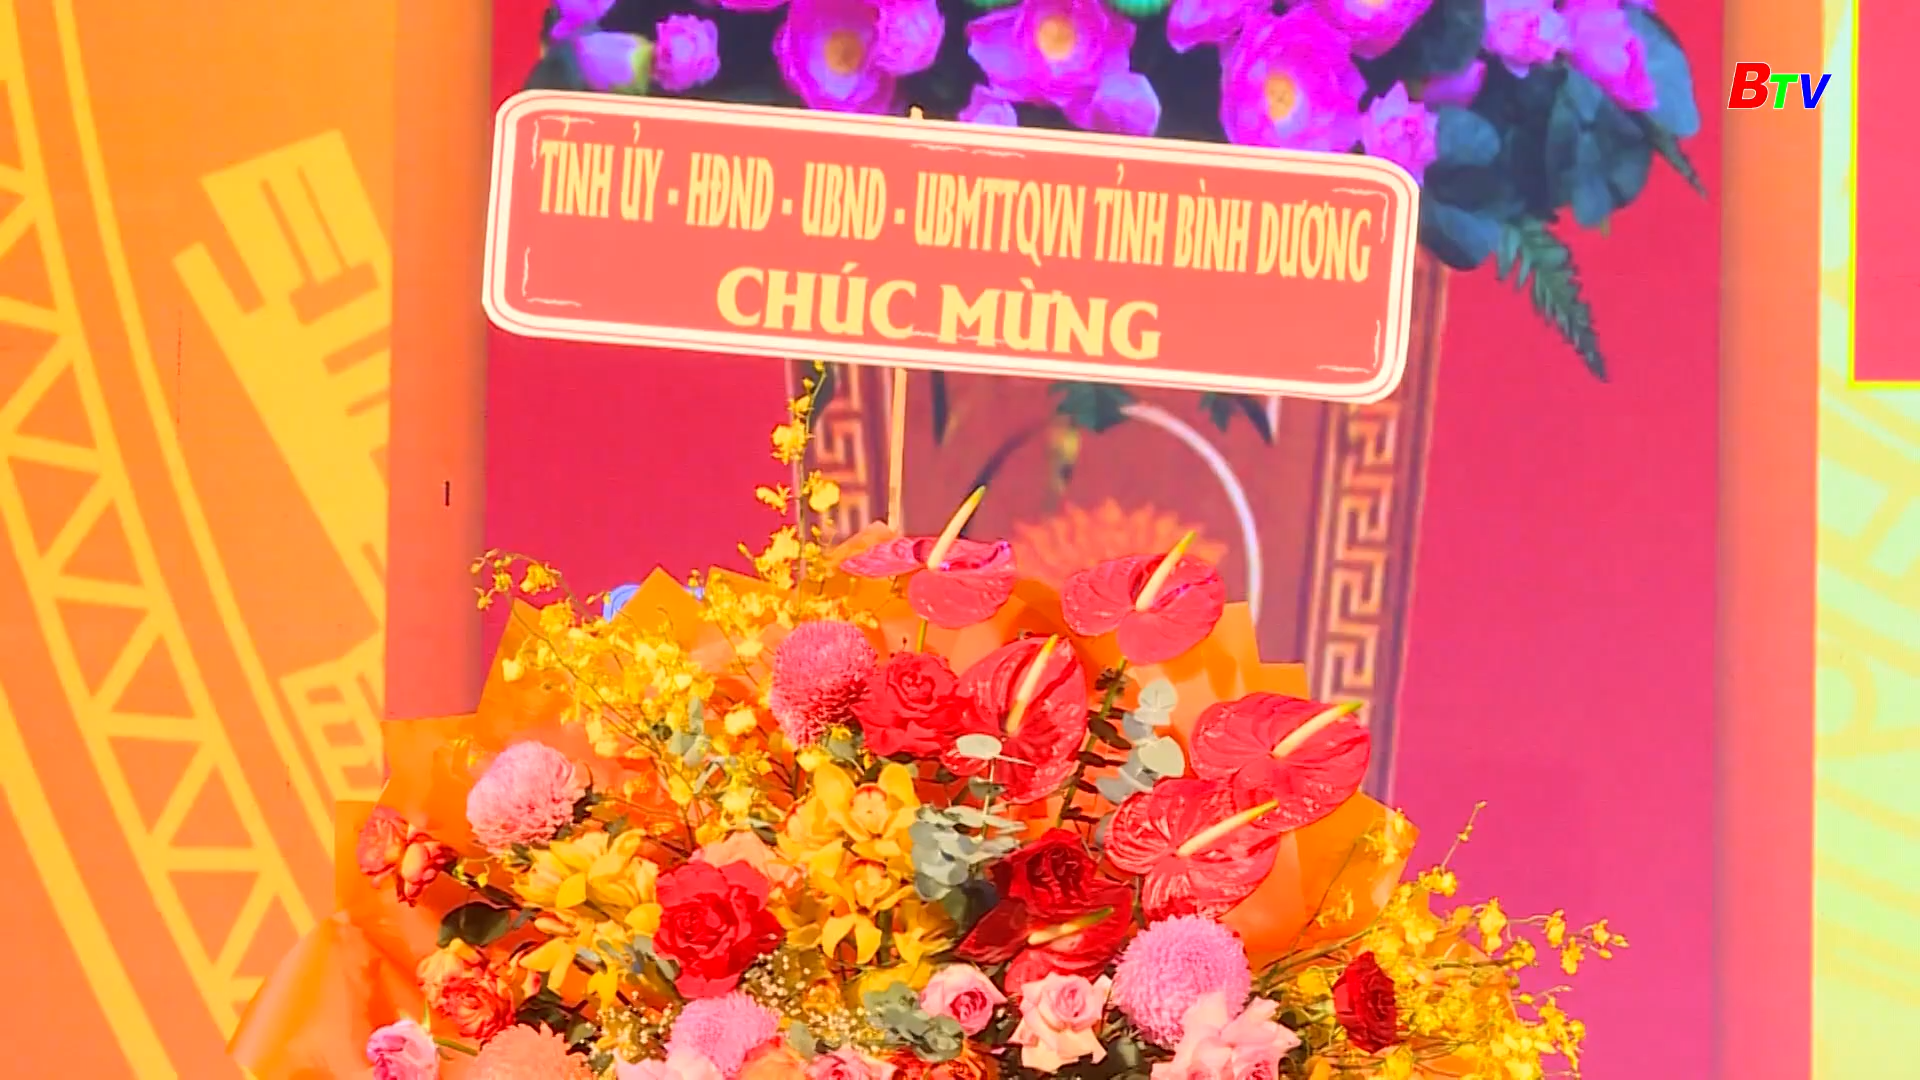 BTV
TỈNH ỦY - HĐND - UBND - UBMTTQVN TỈNH BÌNH DƯƠNG
CHÚC MỪNG